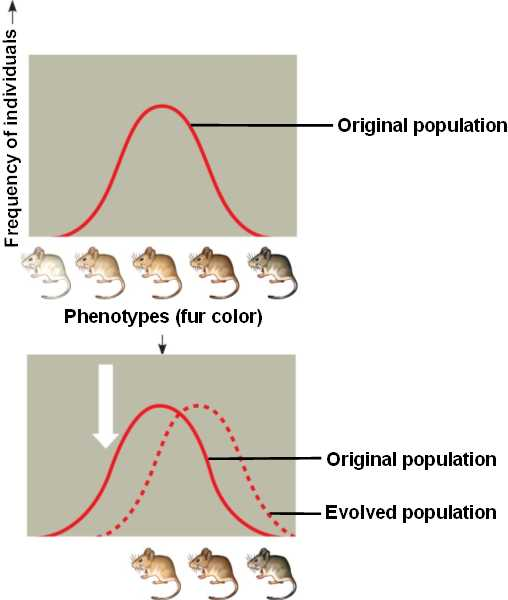 Frequency of individuals
Original population
Phenotypes (fur color)
Original population
Evolved population